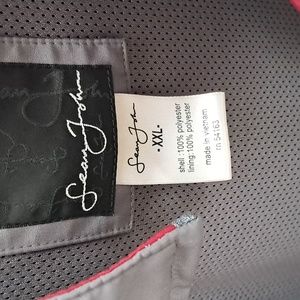 Sean John
Sean John
XXL
shell: 100% polyester
lining: 100% polyester
made in vietnam
rn 54163